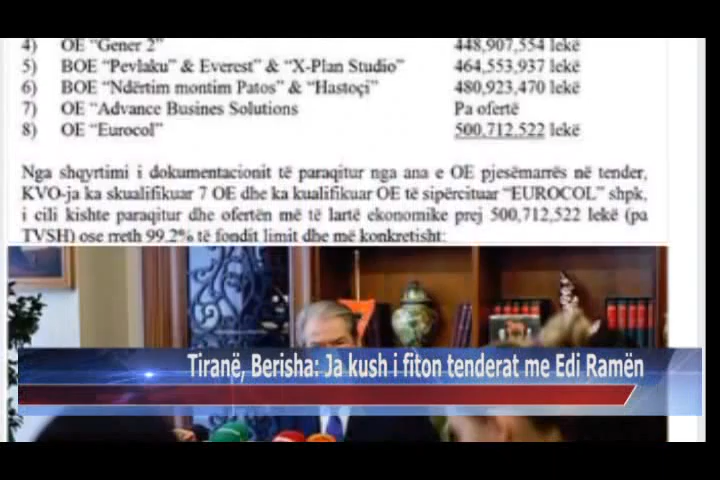 4) OE “Gener 2” 448,907,554 lekë
5) BOE “Pevlaku” & Everest” & “X-Plan Studio” 464,553,937 lekë
6) BOE “Ndërtim montim Patos” & “Hastoçi” 480,923,470 lekë
7) OE “Advance Busines Solutions Pa ofertë
8) OE “Eurocol” 500,712,522 lekë
Nga shqyrtimi i dokumentacionit të paraqitur nga ana e OE pjesëmarrës në tender,
KVO-ja ka skualifikuar 7 OE dhe ka kualifikuar OE të sipërcituar “EUROCOL” shpk,
i cili kishte paraqitur dhe ofertën më të lartë ekonomike prej 500,712,522 lekë (pa
TVSH) ose rreth 99.2% të fondit limit dhe më konkretisht:
Tiranë, Berisha: Ja kush i fiton tenderat me Edi Ramën